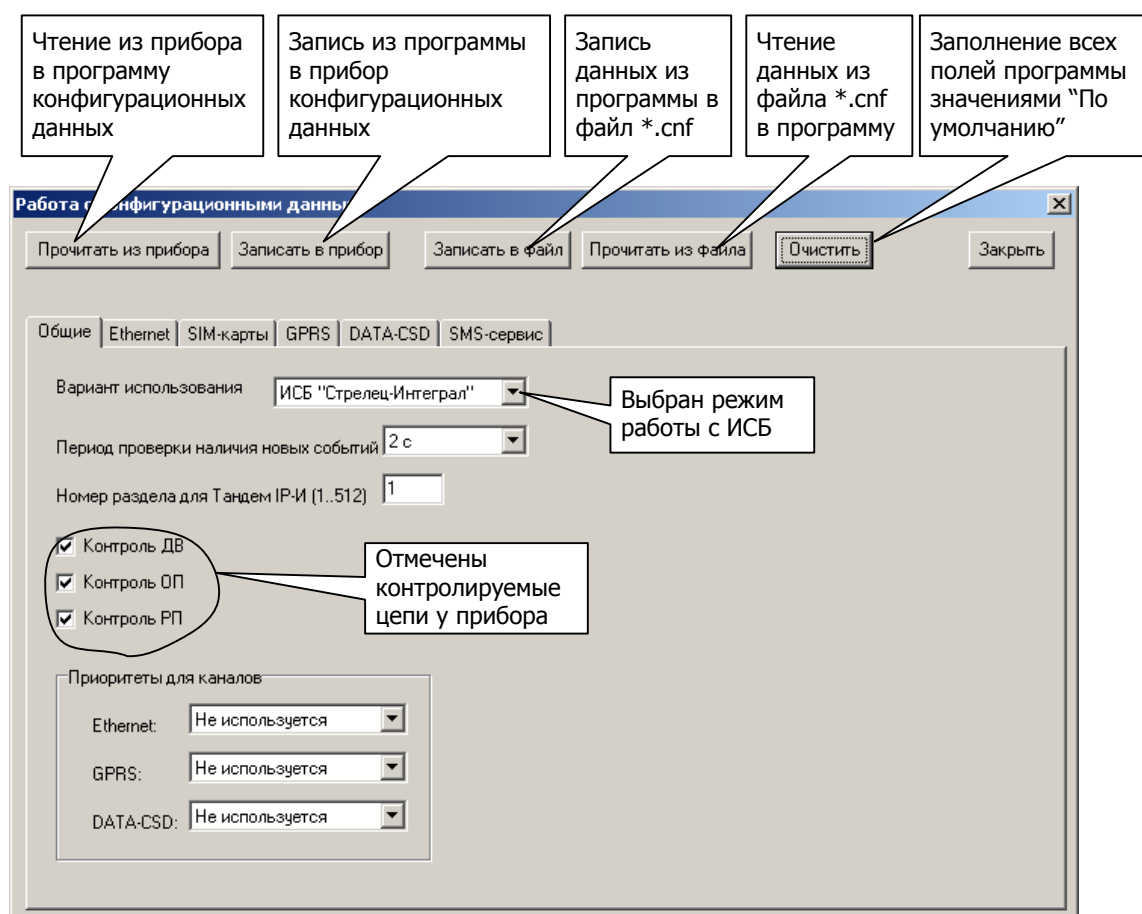 Чтение из прибора
в программу
конфигурационных
данных
Запись из программы
в прибор
конфигурационных
данных
Запись
данных из
программы в
файл *.cnf
Чтение
данных из
файла *.cnf
в программу
Заполнение всех
полей программы
значениями “По
умолчанию”
Работа с конфигурационными данны
Прочитать из прибора
Записать в прибор
Записать в файл
Прочитать из файла
Очистить
Закрыть
Общие
Ethernet
SIM-карты
GPRS
DATA-CSD
SMS-сервис
Вариант использования
ИСБ "Стрелец-Интеграл"
Выбран режим
работы с ИСБ
Период проверки наличия новых событий
2 с
Номер раздела для Тандем IP-И (1..512)
1
Контроль ДВ
Контроль ОП
Контроль РП
Отмечены
контролируемые
цепи у прибора
Приоритеты для каналов
Ethernet:
Не используется
GPRS:
Не используется
DATA-CSD:
Не используется